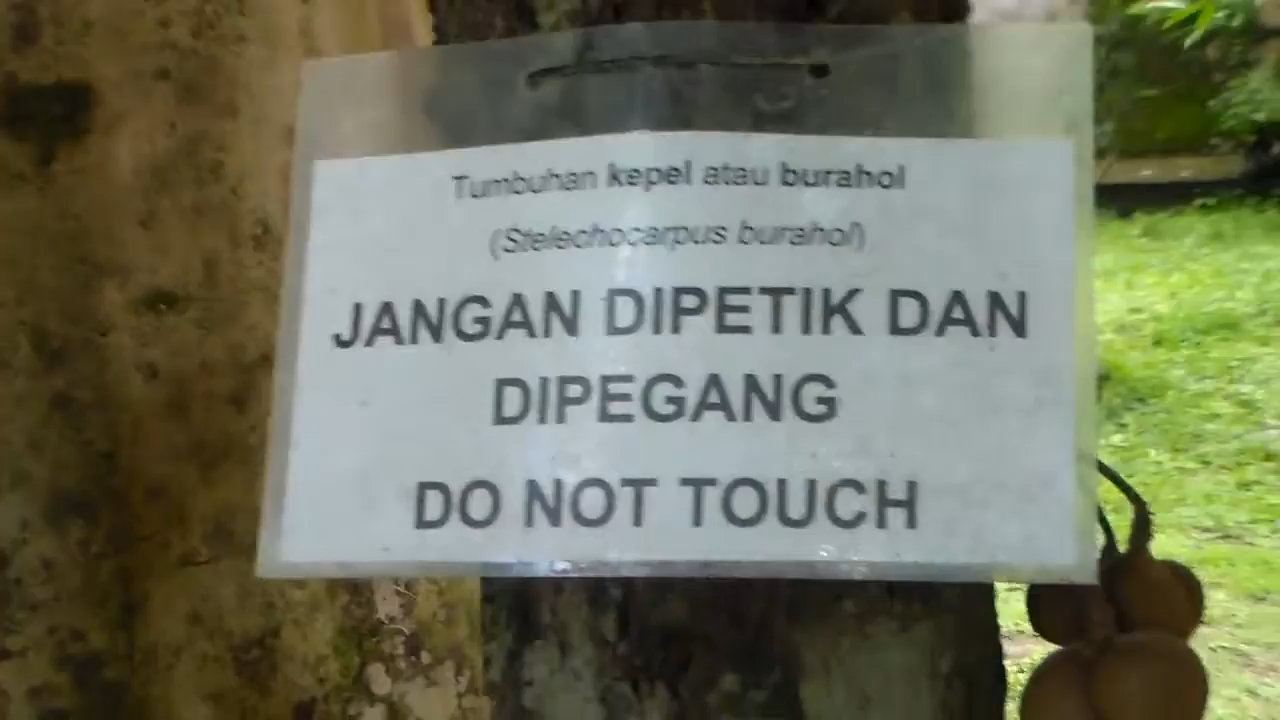 Tumbuhan kepel atau burahol
(Stelechocarpus burahol)
JANGAN DIPETIK DAN
DIPEGANG
DO NOT TOUCH